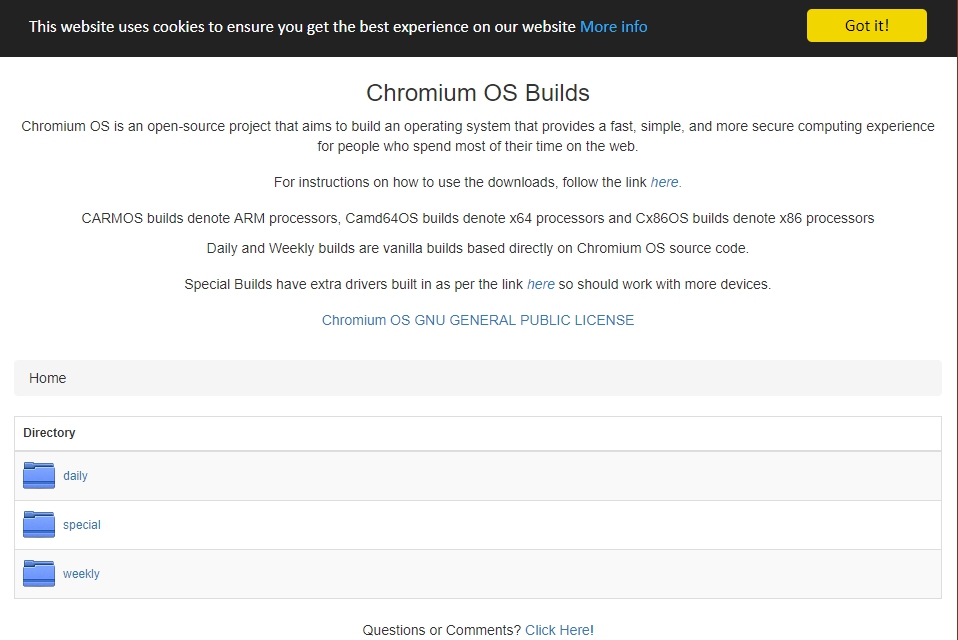 This website uses cookies to ensure you get the best experience on our website More info
Got it!
Chromium OS Builds
Chromium OS is an open-source project that aims to build an operating system that provides a fast, simple, and more secure computing experience
for people who spend most of their time on the web.
For instructions on how to use the downloads, follow the link here.
CARMOS builds denote ARM processors, Camd64OS builds denote x64 processors and Cx86OS builds denote x86 processors
Daily and Weekly builds are vanilla builds based directly on Chromium OS source code.
Special Builds have extra drivers built in as per the link here so should work with more devices.
Chromium OS GNU GENERAL PUBLIC LICENSE
Home
Directory
daily
special
weekly
Questions or Comments? Click Here!